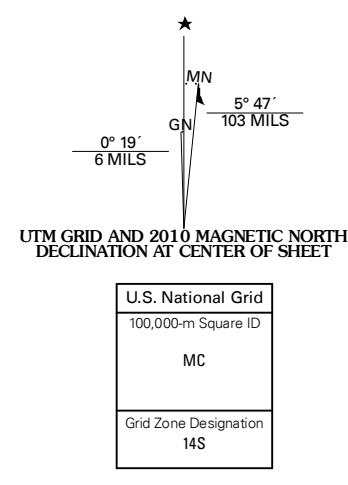 ★
MN
5° 47´
103 MILS
GN
0° 19´
6 MILS
UTM GRID AND 2010 MAGNETIC NORTH
DECLINATION AT CENTER OF SHEET
U.S. National Grid
100,000-m Square ID
MC
Grid Zone Designation
14S